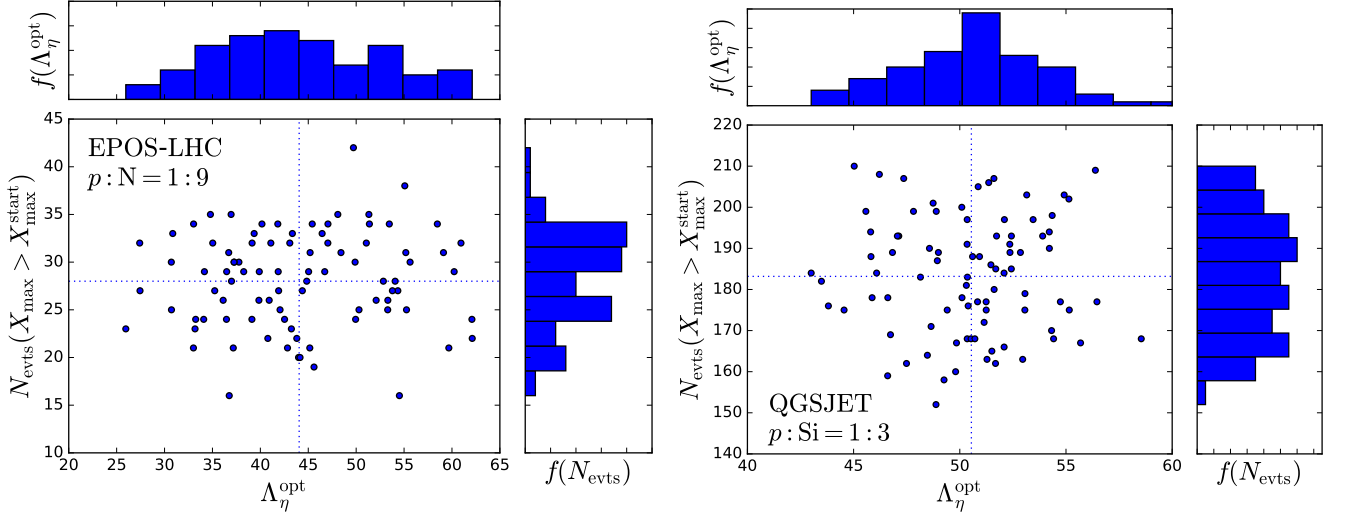 f(Λ_η^opt)
45
40
35
30
25
20
15
10
N_evts(X_max > X_max^start)
EPOS-LHC
p : N = 1 : 9
20 25 30 35 40 45 50 55 60 65
Λ_η^opt
f(N_evts)
f(Λ_η^opt)
220
210
200
190
180
170
160
150
140
N_evts(X_max > X_max^start)
QGSJET
p : Si = 1 : 3
40 45 50 55 60
Λ_η^opt
f(N_evts)